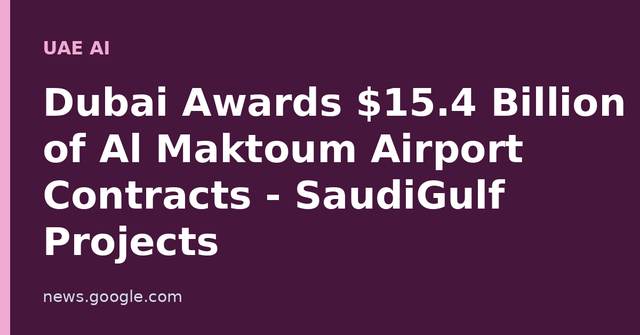 UAE AI
Dubai Awards $15.4 Billion
of Al Maktoum Airport
Contracts - SaudiGulf
Projects
news.google.com